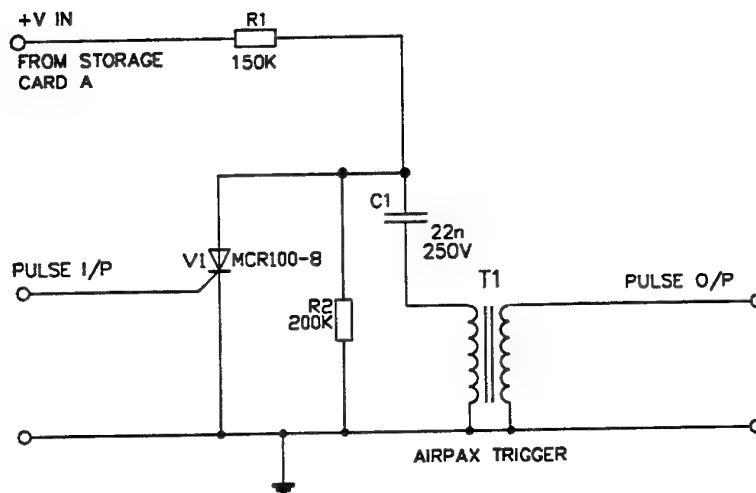 +V IN
FROM STORAGE
CARD A
R1
150K
C1
22n
250V
V1
MCR100-8
PULSE I/P
R2
200K
T1
PULSE O/P
AIRPAX TRIGGER